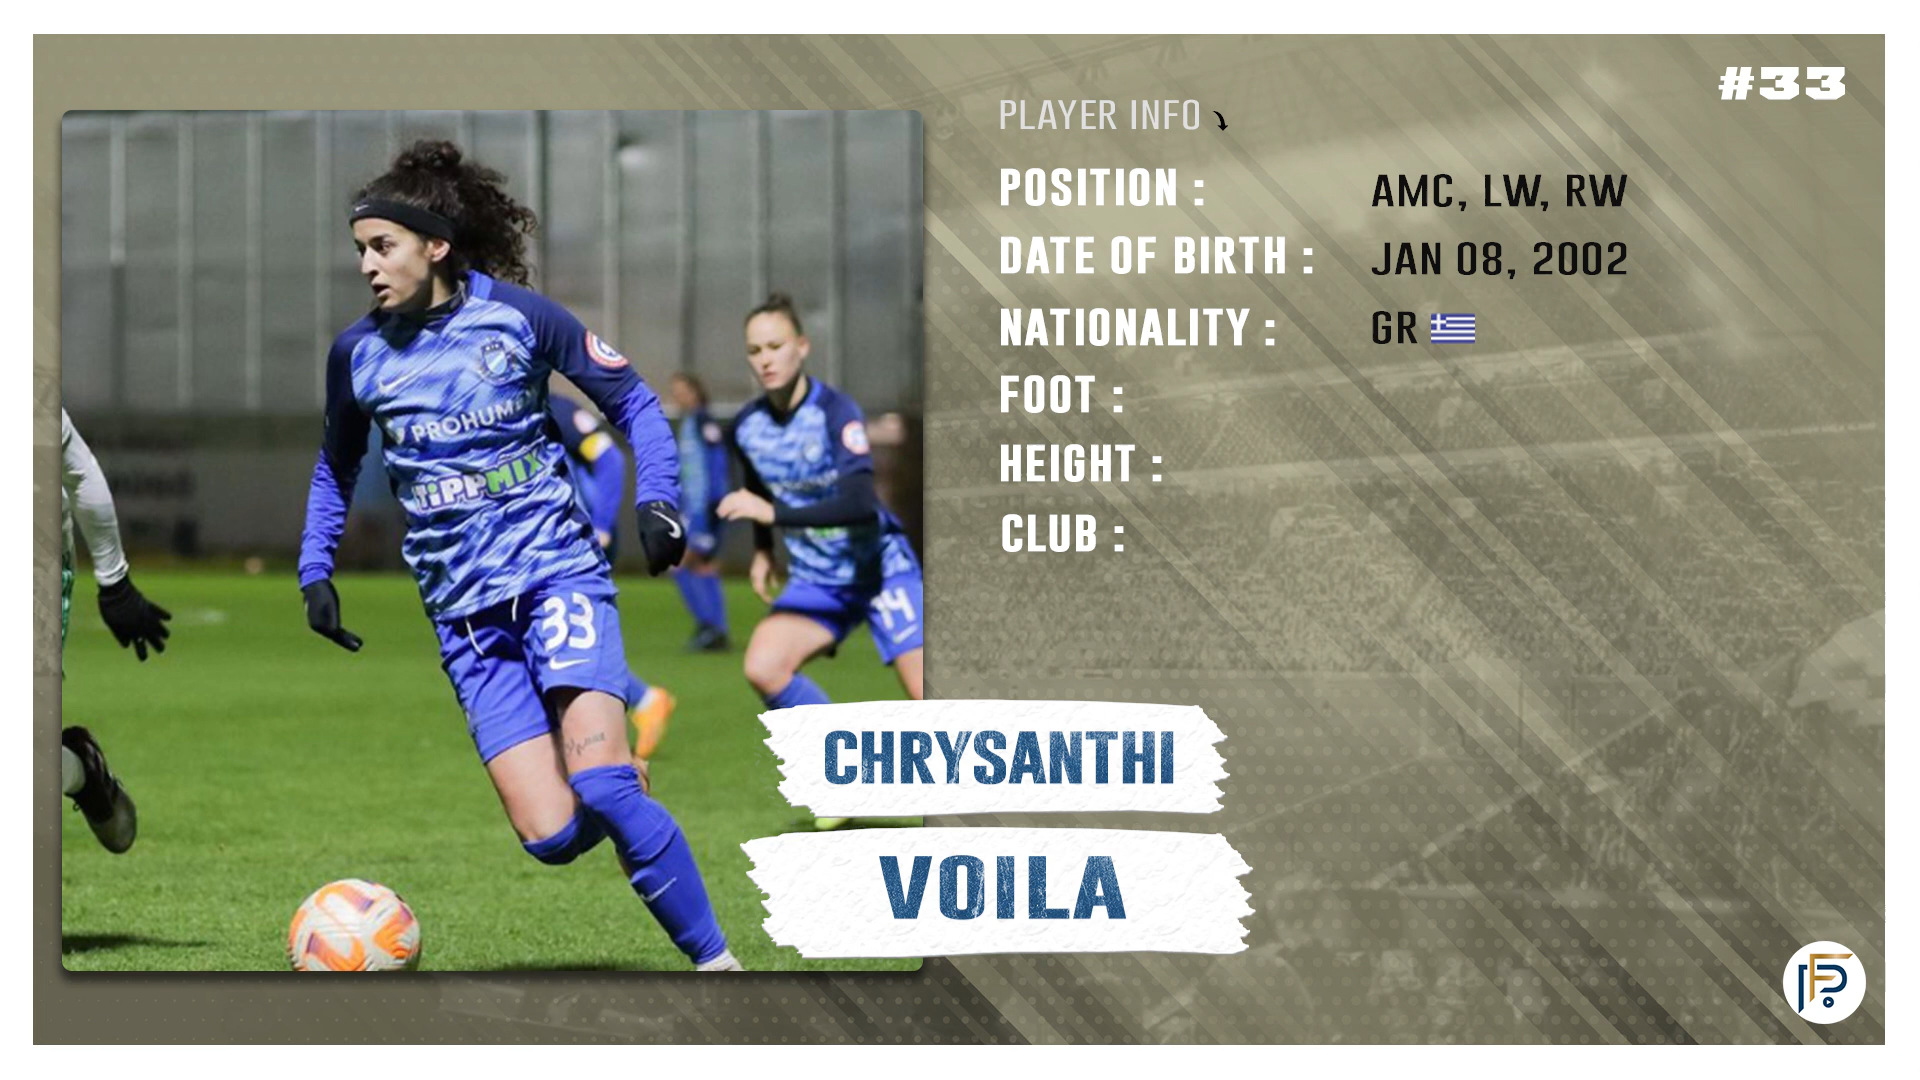 #33
PLAYER INFO
POSITION : AMC, LW, RW
DATE OF BIRTH : JAN 08, 2002
NATIONALITY : GR
FOOT :
HEIGHT :
CLUB :
PROHUMAN
TIPPMIX
33
14
CHRYSANTHI
VOILA